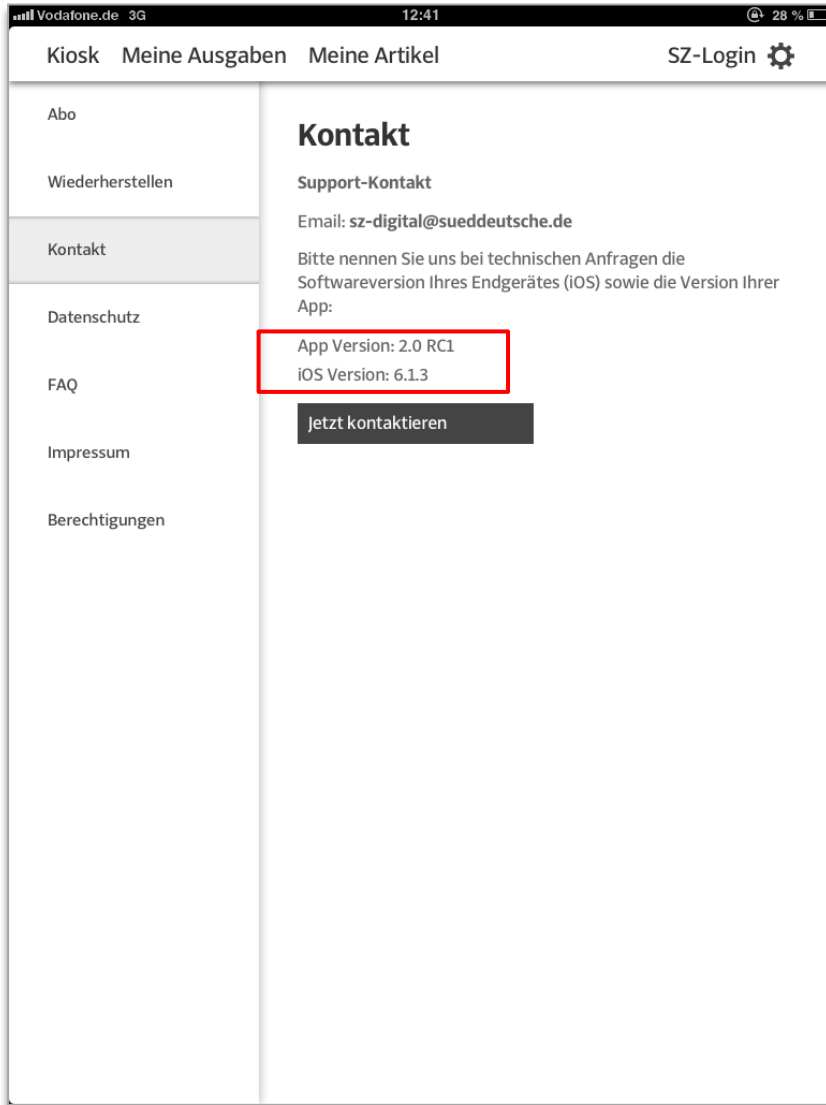 Vodafone.de 3G 12:41 28 %
Kiosk Meine Ausgaben Meine Artikel SZ-Login
Abo
Wiederherstellen
Kontakt
Datenschutz
FAQ
Impressum
Berechtigungen
Kontakt
Support-Kontakt
Email: sz-digital@sueddeutsche.de
Bitte nennen Sie uns bei technischen Anfragen die
Softwareversion Ihres Endgerätes (iOS) sowie die Version Ihrer
App:
App Version: 2.0 RC1
iOS Version: 6.1.3
Jetzt kontaktieren